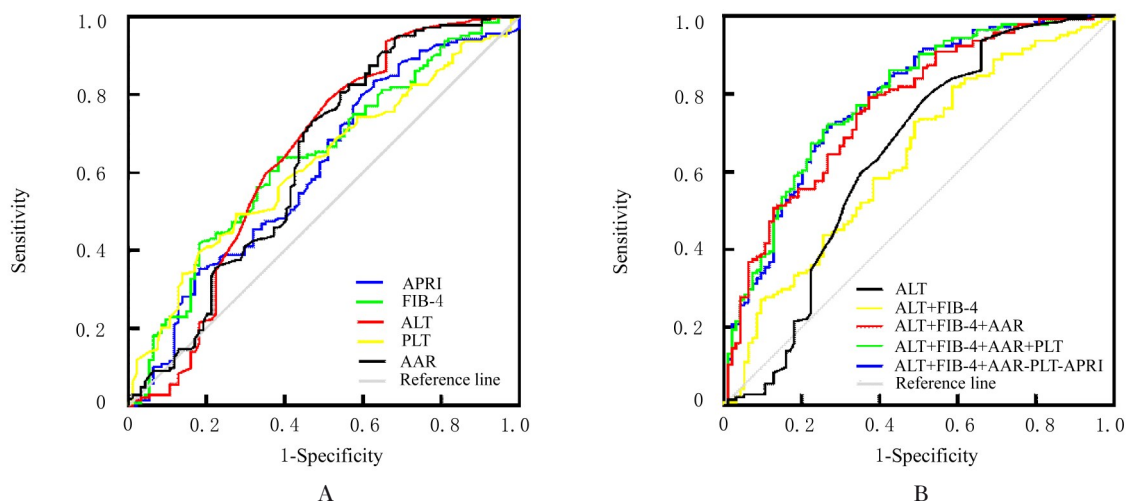 1.0
0.8
0.6
0.4
0.2
0
Sensitivity
APRI
FIB-4
ALT
PLT
AAR
Reference line
0 0.2 0.4 0.6 0.8 1.0
1-Specificity
A
1.0
0.8
0.6
0.4
0.2
0
Sensitivity
ALT
ALT+FIB-4
ALT+FIB-4+AAR
ALT+FIB-4+AAR+PLT
ALT+FIB-4+AAR-PLT-APRI
Reference line
0 0.2 0.4 0.6 0.8 1.0
1-Specificity
B